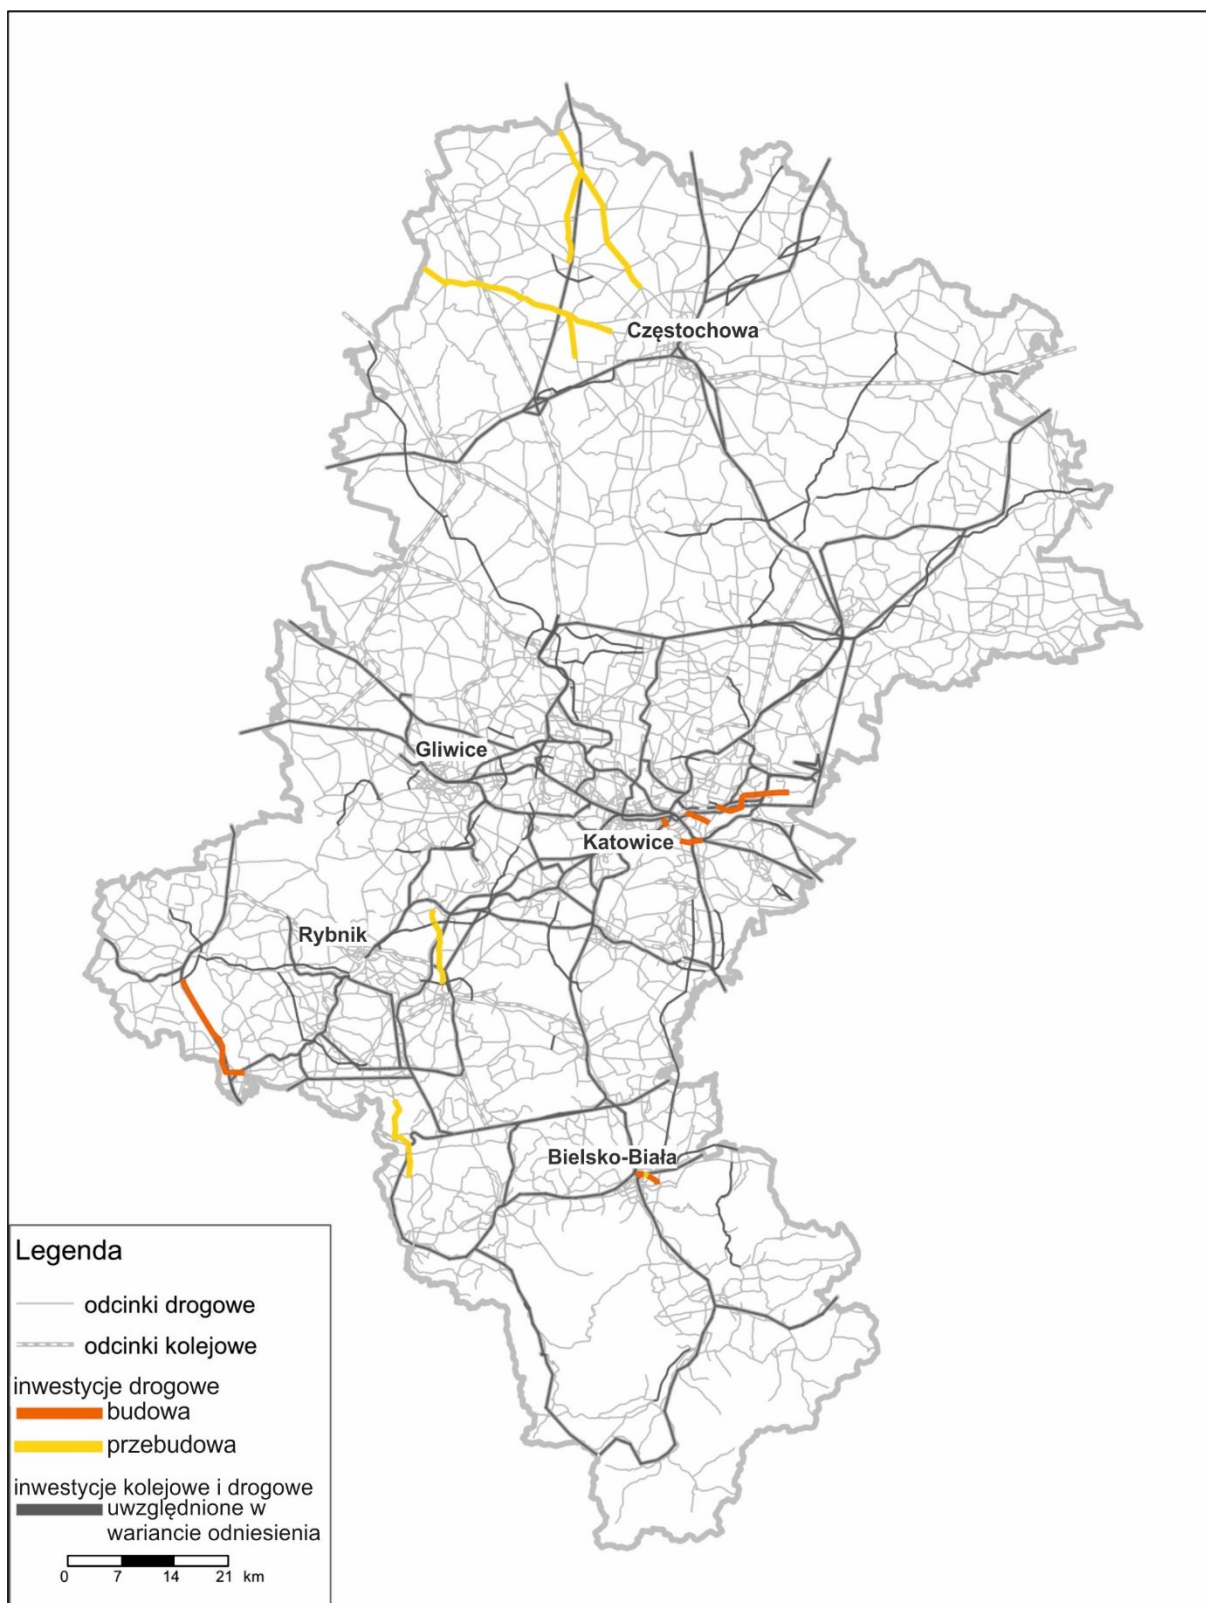 Częstochowa
Gliwice
Katowice
Rybnik
Bielsko-Biała
Legenda
odcinki drogowe
odcinki kolejowe
inwestycje drogowe
budowa
przebudowa
inwestycje kolejowe i drogowe
uwzględnione w
wariancie odniesienia
0 7 14 21 km